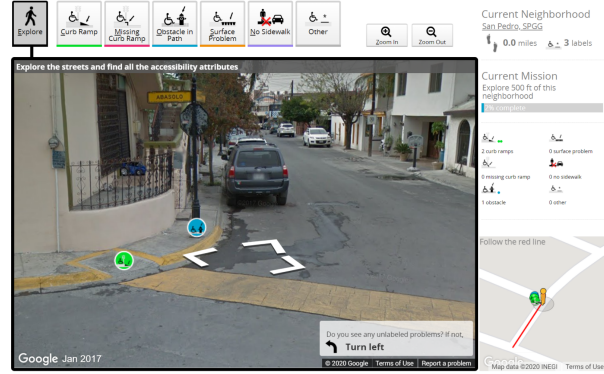 Explore
Curb Ramp
Missing
Curb Ramp
Obstacle in
Path
Surface
Problem
No Sidewalk
Other
Zoom In
Zoom Out
Current Neighborhood
San Pedro, SPGG
0.0 miles
3 labels
Explore the streets and find all the accessibility attributes
ABASOLO
Current Mission
Explore 500 ft of this
neighborhood
complete
2 curb ramps
0 surface problem
0 missing curb ramp
0 no sidewalk
1 obstacle
0 other
Follow the red line
Do you see any unlabeled problems? If not,
Turn left
Google Jan 2017
© 2020 Google
Terms of Use
Report a problem
Google
Map data ©2020 INEGI
Terms of Use